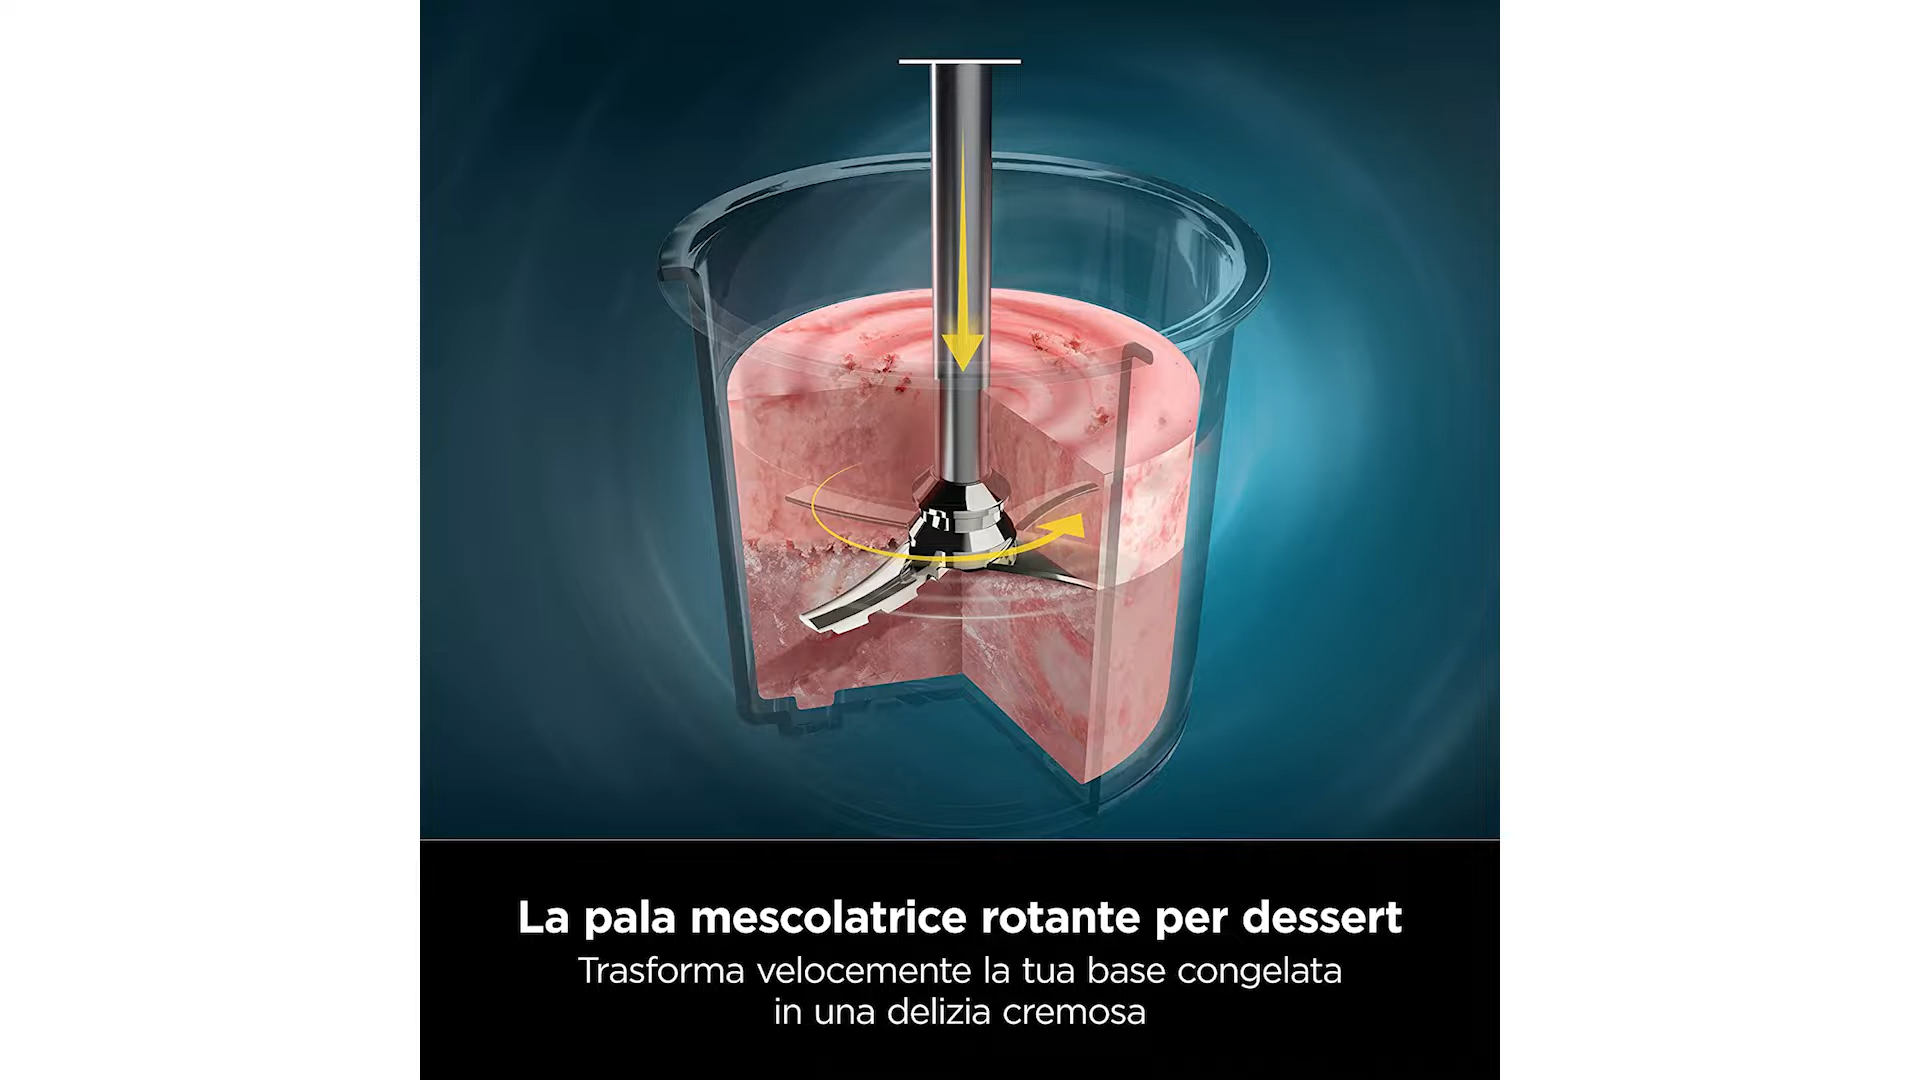 La pala mescolatrice rotante per dessert
Trasforma velocemente la tua base congelata
in una delizia cremosa